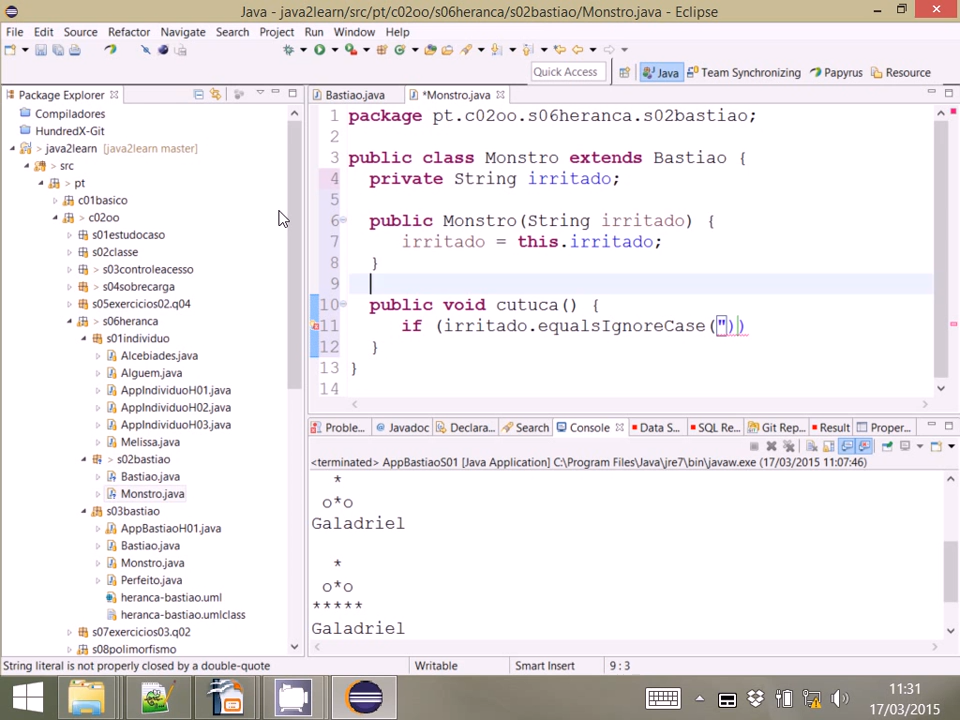 Java - java2learn/src/pt/c02oo/s06heranca/s02bastiao/Monstro.java - Eclipse
File Edit Source Refactor Navigate Search Project Run Window Help
Quick Access Java Team Synchronizing Papyrus Resource
Package Explorer
Compiladores
HundredX-Git
> java2learn [java2learn master]
> src
> pt
c01basico
> c02oo
s01estudocaso
s02classe
> s03controleacesso
> s04sobrecarga
s05exercicios02.q04
> s06heranca
s01individuo
Alcebiades.java
Alguem.java
AppIndividuoH01.java
AppIndividuoH02.java
AppIndividuoH03.java
Melissa.java
> s02bastiao
Bastiao.java
Monstro.java
s03bastiao
AppBastiaoH01.java
Bastiao.java
Monstro.java
Perfeito.java
heranca-bastiao.uml
heranca-bastiao.umlclass
s07exercicios03.q02
s08polimorfismo
Bastiao.java *Monstro.java
1 package pt.c02oo.s06heranca.s02bastiao;
2
3 public class Monstro extends Bastiao {
4 private String irritado;
5
6 public Monstro(String irritado) {
7 irritado = this.irritado;
8 }
9
10 public void cutuca() {
11 if (irritado.equalsIgnoreCase("))
12 }
13 }
14
Proble... Javadoc Declara... Search Console Data S... SQL Re... Git Rep... Result Proper...
<terminated> AppBastiaoS01 [Java Application] C:\Program Files\Java\jre7\bin\javaw.exe (17/03/2015 11:07:46)
*
o*o
Galadriel
*
o*o
*****
Galadriel
String literal is not properly closed by a double-quote Writable Smart Insert 9 : 3
11:31
17/03/2015